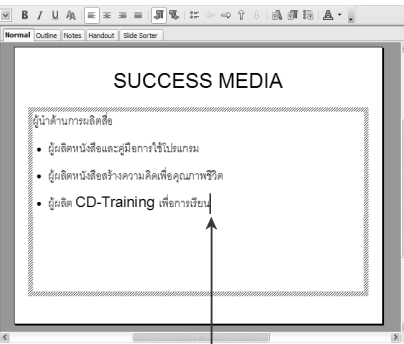 Normal Outline Notes Handout Slide Sorter
SUCCESS MEDIA
ผู้นำด้านการผลิตสื่อ
• ผู้ผลิตหนังสือและคู่มือการใช้โปรแกรม
• ผู้ผลิตหนังสือสร้างความคิดเพื่อคุณภาพชีวิต
• ผู้ผลิต CD-Training เพื่อการเรียน